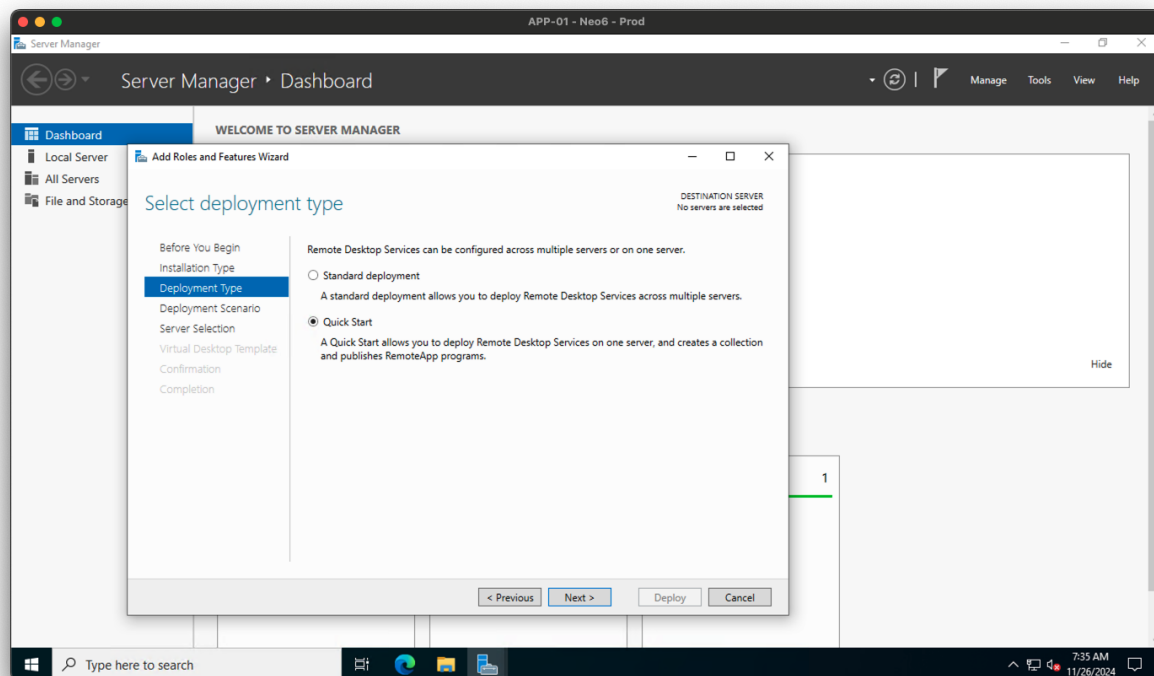 APP-01 - Neo6 - Prod
Server Manager
Server Manager ‣ Dashboard
Manage
Tools
View
Help
Dashboard
Local Server
All Servers
File and Storage
WELCOME TO SERVER MANAGER
Add Roles and Features Wizard
Select deployment type
DESTINATION SERVER
No servers are selected
Before You Begin
Installation Type
Deployment Type
Deployment Scenario
Server Selection
Virtual Desktop Template
Confirmation
Completion
Remote Desktop Services can be configured across multiple servers or on one server.
Standard deployment
A standard deployment allows you to deploy Remote Desktop Services across multiple servers.
Quick Start
A Quick Start allows you to deploy Remote Desktop Services on one server, and creates a collection
and publishes RemoteApp programs.
< Previous
Next >
Deploy
Cancel
Hide
1
Type here to search
7:35 AM
11/26/2024